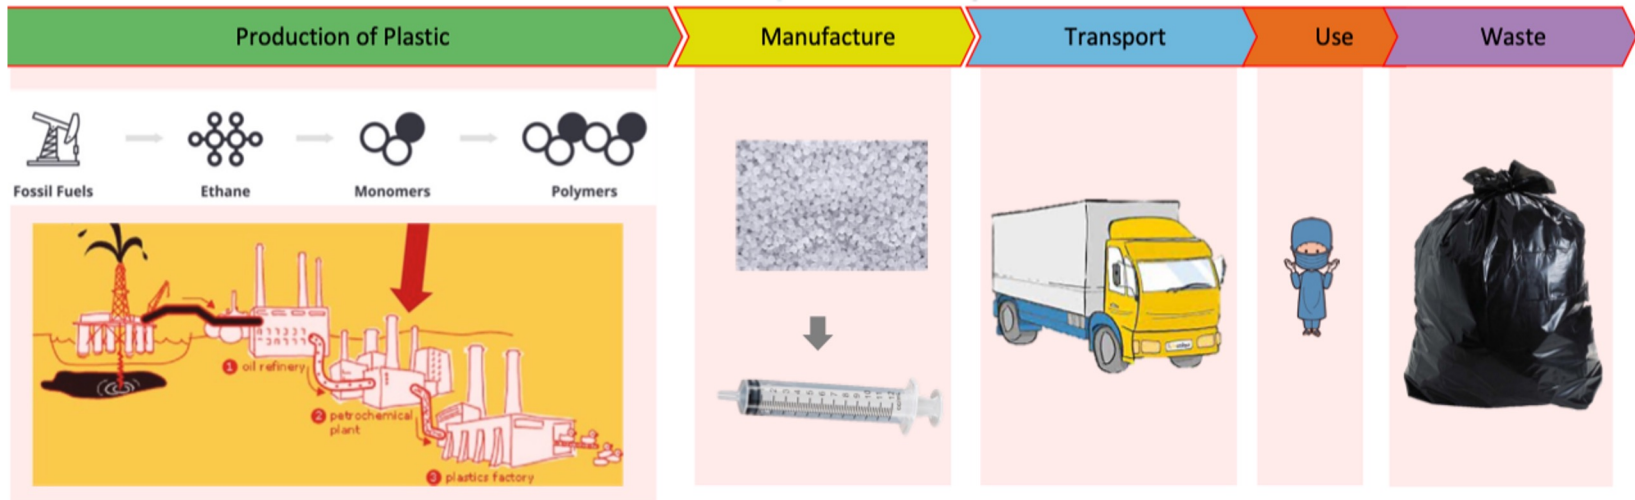 Production of Plastic
Manufacture
Transport
Use
Waste
Fossil Fuels
Ethane
Monomers
Polymers
1 oil refinery
2 petrochemical
plant
3 plastics factory